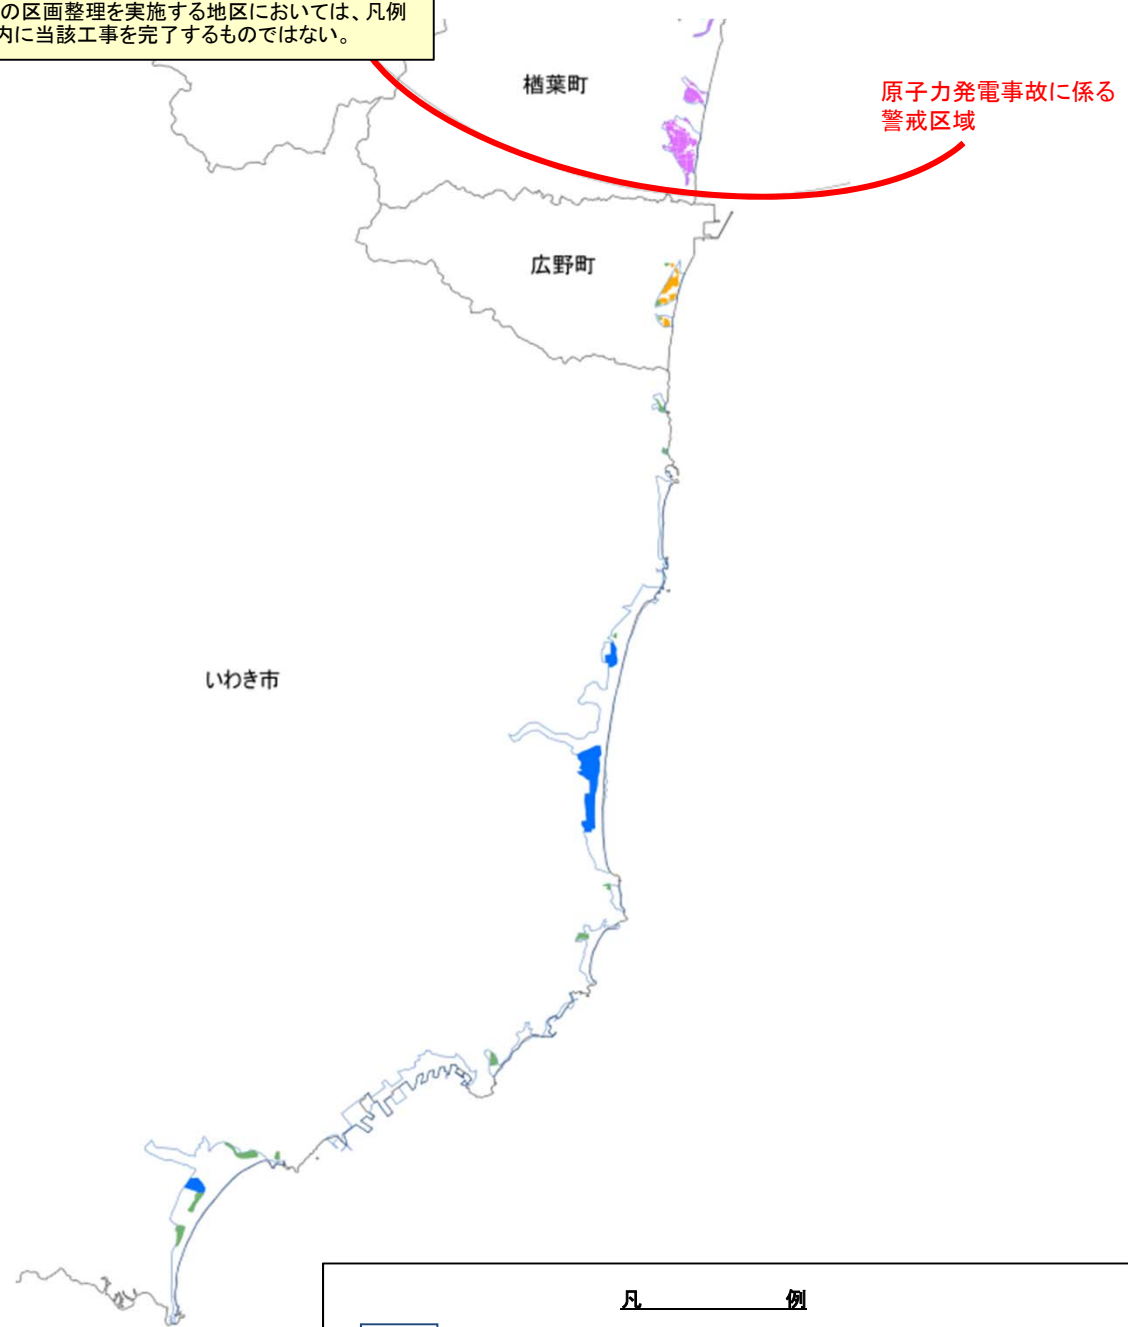 の区画整理を実施する地区においては、凡例
内に当該工事を完了するものではない。
楢葉町
原子力発電事故に係る
警戒区域
広野町
いわき市
凡　　　例